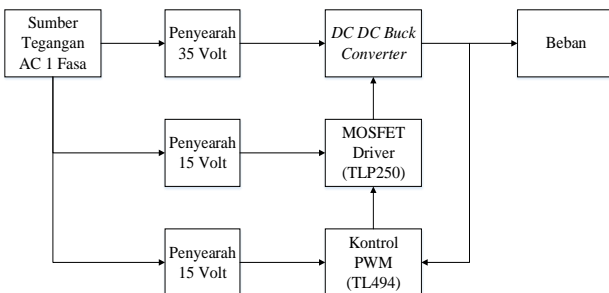 Sumber
Tegangan
AC 1 Fasa
Penyearah
35 Volt
DC DC Buck
Converter
Beban
Penyearah
15 Volt
MOSFET
Driver
(TLP250)
Penyearah
15 Volt
Kontrol
PWM
(TL494)